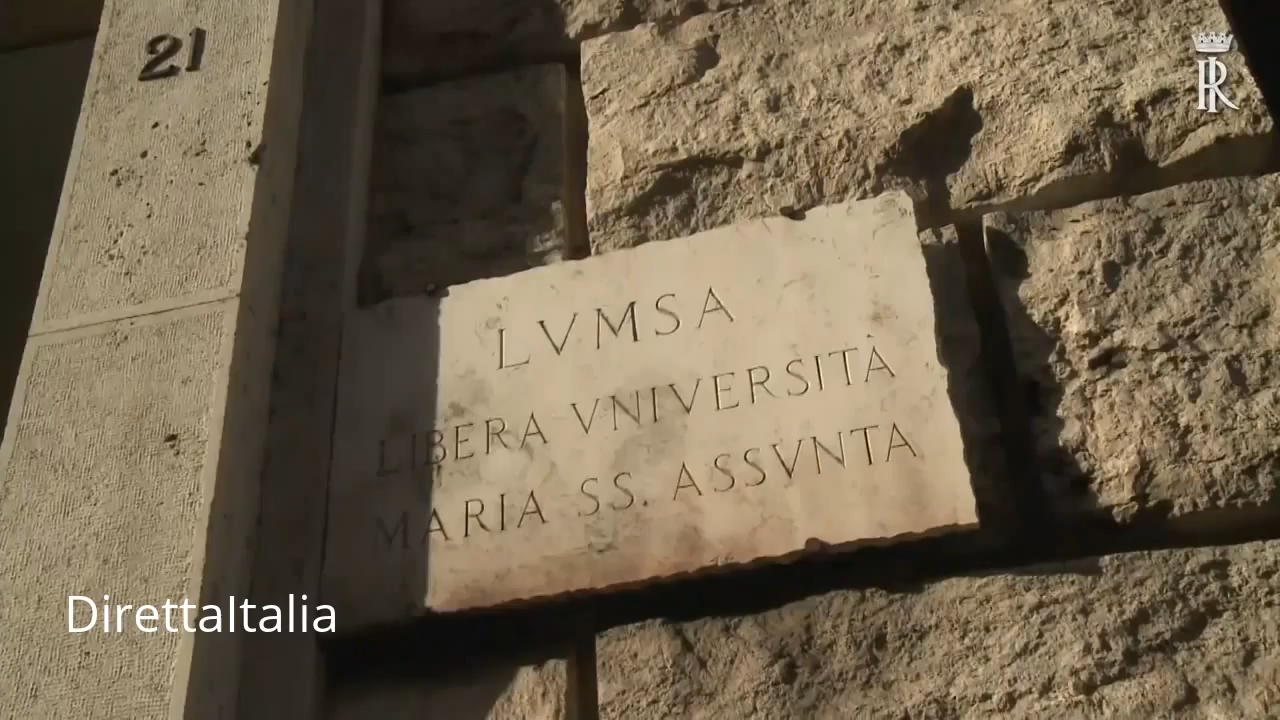 21
LVMSA
LIBERA VNIVERSITÀ
MARIA SS. ASSVNTA
DirettaItalia